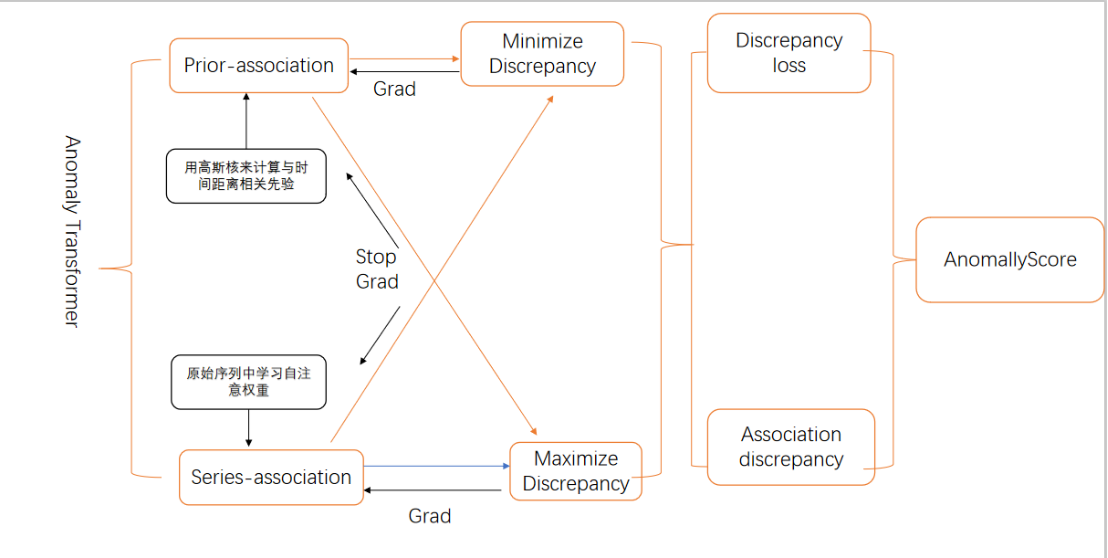 Anomaly Transformer
Prior-association
Minimize
Discrepancy
Grad
用高斯核来计算与时
间距离相关先验
Stop
Grad
原始序列中学习自注
意权重
Series-association
Maximize
Discrepancy
Grad
Discrepancy
loss
Association
discrepancy
AnomallyScore